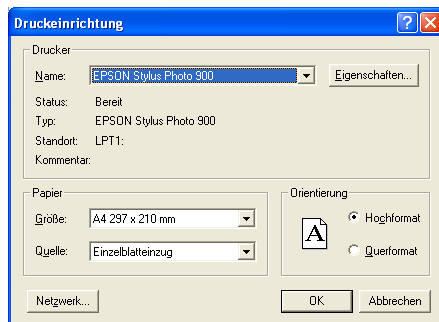 Druckeinrichtung
Drucker
Name: EPSON Stylus Photo 900 Eigenschaften...
Status: Bereit
Typ: EPSON Stylus Photo 900
Standort: LPT1:
Kommentar:
Papier
Größe: A4 297 x 210 mm
Quelle: Einzelblatteinzug
Orientierung
A
Hochformat
Querformat
Netzwerk... OK Abbrechen